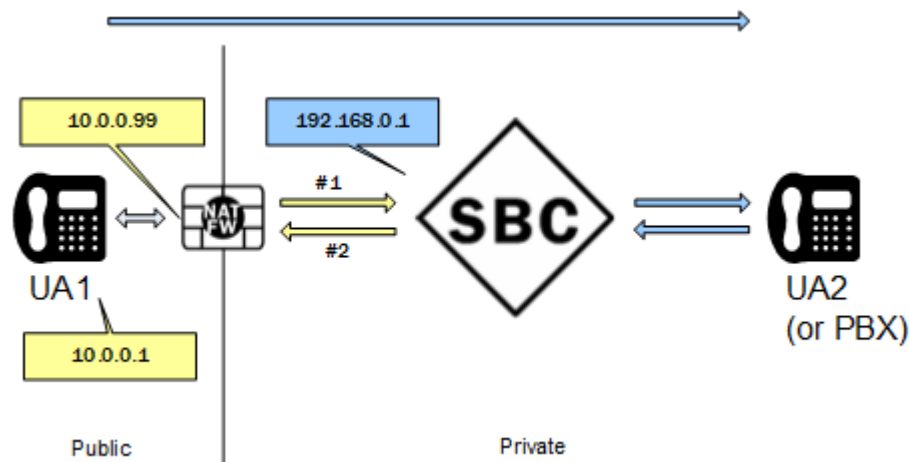 10.0.0.99
192.168.0.1
#1
NAT
FW
SBC
#2
UA1
UA2
(or PBX)
10.0.0.1
Public
Private